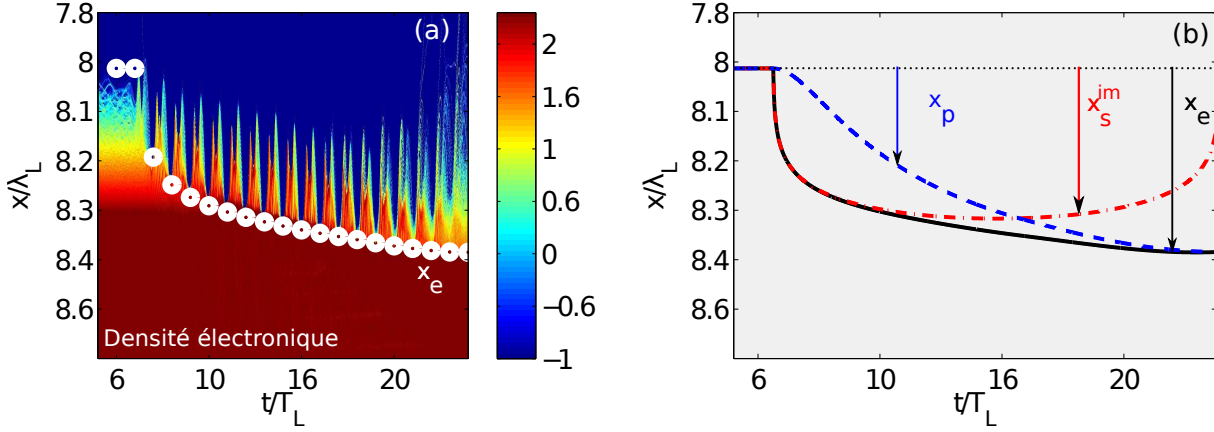 (a)
7.8
8
8.1
8.2
8.3
8.4
8.6
x/λ_L
x_e
Densité électronique
6
10
16
20
t/T_L
2
1.6
1
0.6
0
−0.6
−1
(b)
7.8
8
8.1
8.2
8.3
8.4
8.6
x/λ_L
x_p
x_s^im
x_e
6
10
16
20
t/T_L